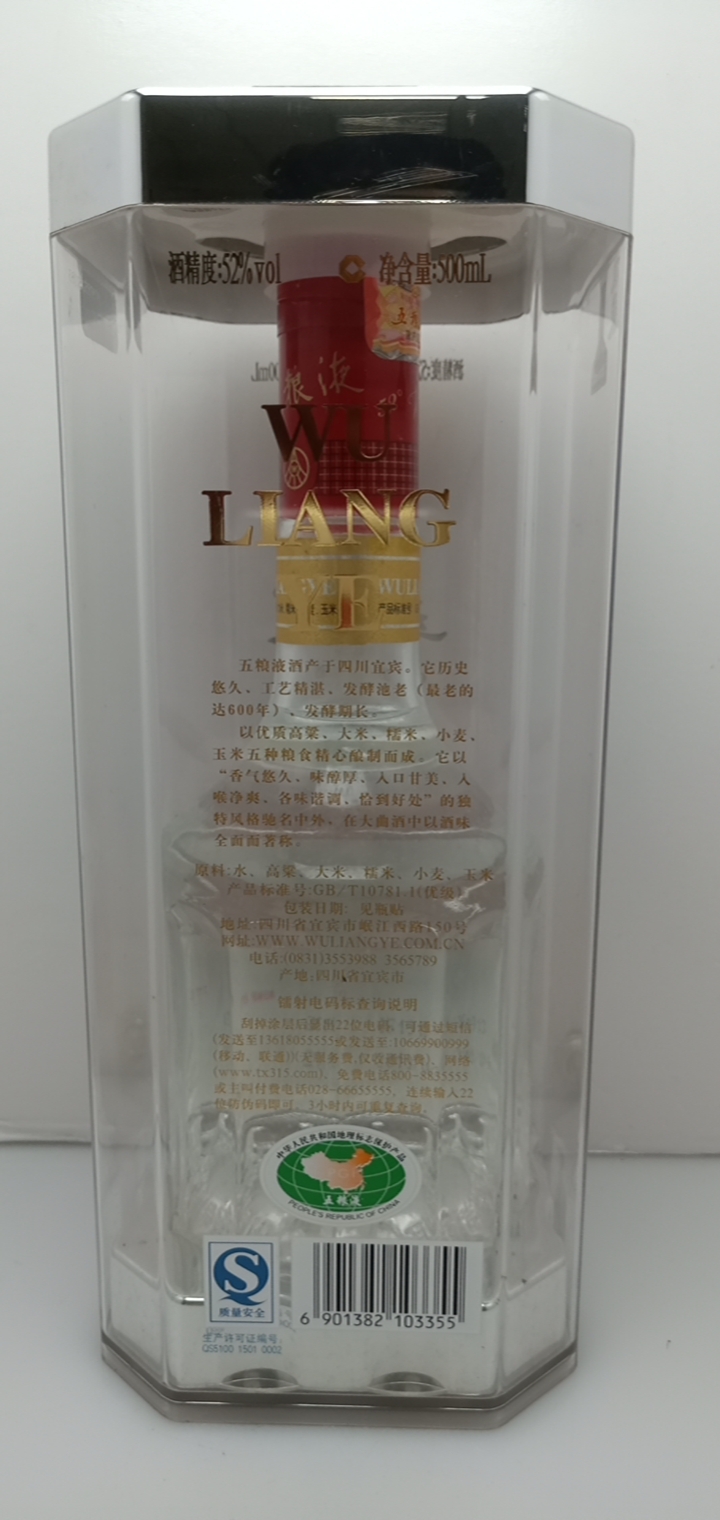 酒精度:52%vol 净含量:500mL
粮液
WU
LIANG
YE
WULI
玉米 产品标准号
五粮液酒产于四川宜宾。它历史
悠久、工艺精湛、发酵池老（最老的
达600年）、发酵期长。
以优质高粱、大米、糯米、小麦、
玉米五种粮食精心酿制而成。它以
“香气悠久、味醇厚、入口甘美、入
喉净爽、各味谐调、恰到好处”的独
特风格驰名中外，在大曲酒中以酒味
全面而著称。
原料:水、高粱、大米、糯米、小麦、玉米
产品标准号:GB/T10781.1(优级)
包装日期: 见瓶贴
地址:四川省宜宾市岷江西路150号
网址:WWW.WULIANGYE.COM.CN
电话:(0831)3553988 3565789
产地:四川省宜宾市
镭射电码标查询说明
刮掉涂层后显出22位电码，可通过短信
(发送至13618055555或发送至:10669900999
(移动、联通)(无服务费,仅收通讯费)、网络
(www.tx315.com)、免费电话800-8835555
或主叫付费电话028-66655555，连续输入22
位防伪码即可，3小时内可重复查询。
中华人民共和国地理标志保护产品
五粮液
PEOPLE'S REPUBLIC OF CHINA
质量安全
生产许可证编号:
QS5100 1501 0002
6 901382 103355